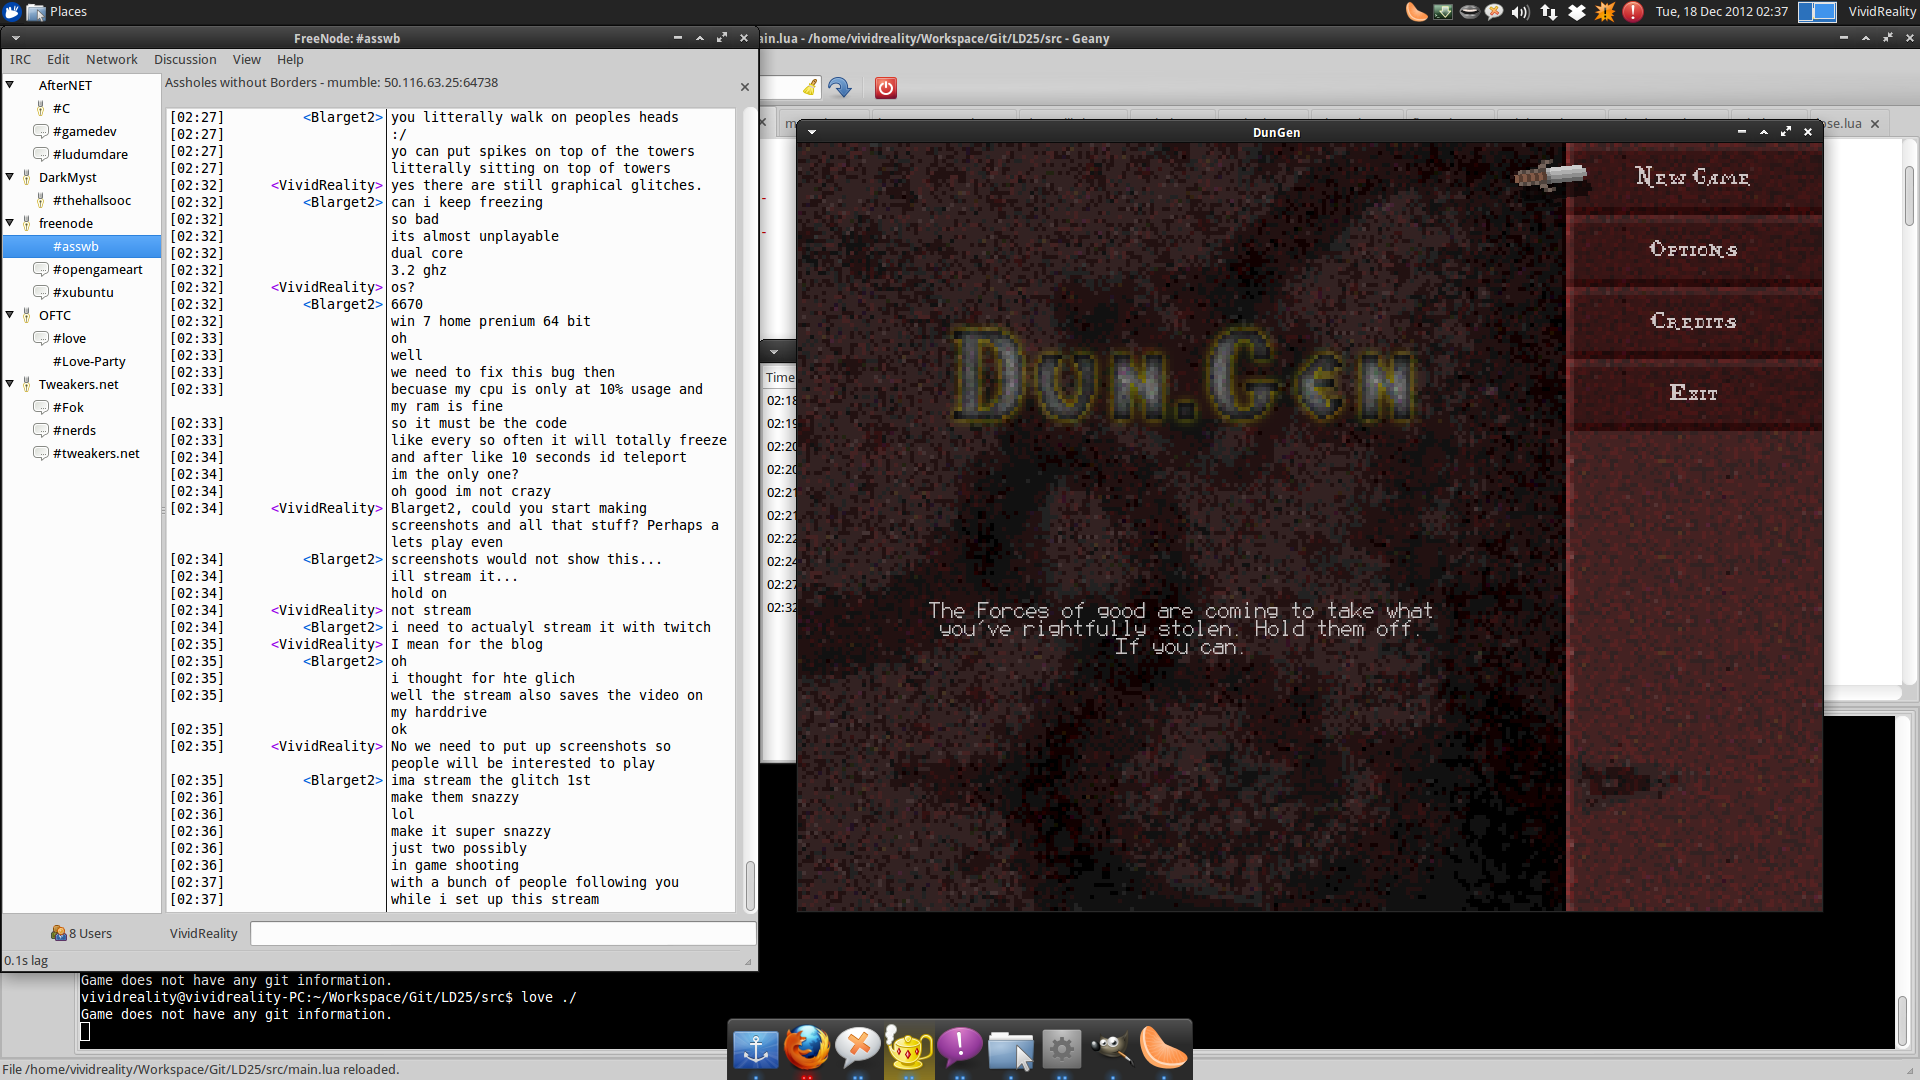 Places
Tue, 18 Dec 2012 02:37
VividReality
FreeNode: #asswb
IRC Edit Network Discussion View Help
AfterNET
#C
#gamedev
#ludumdare
DarkMyst
#thehallsooc
freenode
#asswb
#opengameart
#xubuntu
OFTC
#love
#Love-Party
Tweakers.net
#Fok
#nerds
#tweakers.net
Assholes without Borders - mumble: 50.116.63.25:64738
[02:27] <Blarget2> you litterally walk on peoples heads
[02:27] :/
[02:27] yo can put spikes on top of the towers
[02:27] litterally sitting on top of towers
[02:32] <VividReality> yes there are still graphical glitches.
[02:32] <Blarget2> can i keep freezing
[02:32] so bad
[02:32] its almost unplayable
[02:32] dual core
[02:32] 3.2 ghz
[02:32] <VividReality> os?
[02:32] <Blarget2> 6670
[02:32] win 7 home prenium 64 bit
[02:33] oh
[02:33] well
[02:33] we need to fix this bug then
[02:33] becuase my cpu is only at 10% usage and
my ram is fine
[02:33] so it must be the code
[02:33] like every so often it will totally freeze
[02:34] and after like 10 seconds id teleport
[02:34] im the only one?
[02:34] oh good im not crazy
[02:34] <VividReality> Blarget2, could you start making
screenshots and all that stuff? Perhaps a
lets play even
[02:34] <Blarget2> screenshots would not show this...
[02:34] ill stream it...
[02:34] hold on
[02:34] <VividReality> not stream
[02:34] <Blarget2> i need to actualyl stream it with twitch
[02:35] <VividReality> I mean for the blog
[02:35] <Blarget2> oh
[02:35] i thought for hte glich
[02:35] well the stream also saves the video on
my harddrive
[02:35] ok
[02:35] <VividReality> No we need to put up screenshots so
people will be interested to play
[02:35] <Blarget2> ima stream the glitch 1st
[02:36] make them snazzy
[02:36] lol
[02:36] make it super snazzy
[02:36] just two possibly
[02:36] in game shooting
[02:37] with a bunch of people following you
[02:37] while i set up this stream
8 Users
VividReality
0.1s lag
ain.lua - /home/vividreality/Workspace/Git/LD25/src - Geany
ose.lua
Time
02:18
02:19
02:20
02:20
02:21
02:21
02:22
02:24
02:27
02:32
DunGen
Dun.Gen
The Forces of good are coming to take what
you've rightfully stolen. Hold them off.
If you can.
New Game
Options
Credits
Exit
Game does not have any git information.
vividreality@vividreality-PC:~/Workspace/Git/LD25/src$ love ./
Game does not have any git information.
File /home/vividreality/Workspace/Git/LD25/src/main.lua reloaded.